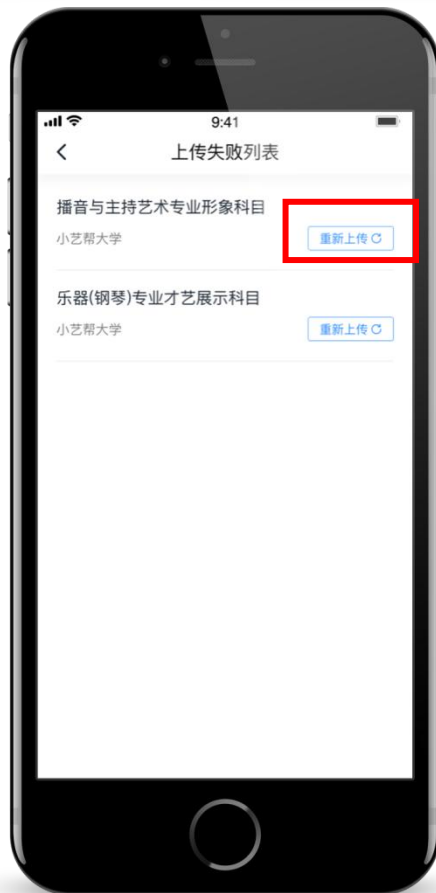 9:41
上传失败列表
播音与主持艺术专业形象科目
小艺帮大学
重新上传
乐器(钢琴)专业才艺展示科目
小艺帮大学
重新上传